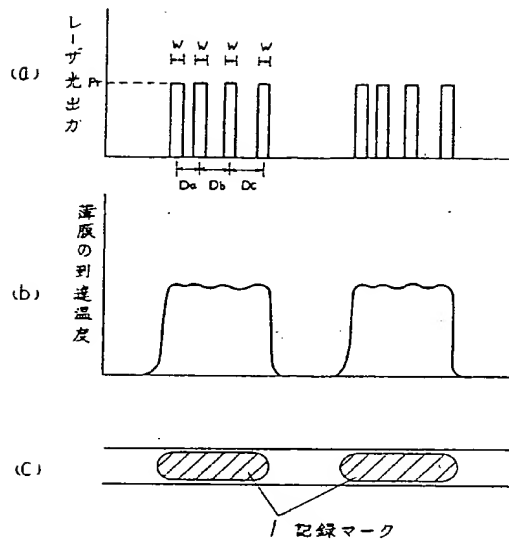 (a)
レーザ光出力
Pr
W W W W
Da Db Dc
(b)
薄膜の到達温度
(C)
1 記録マーク